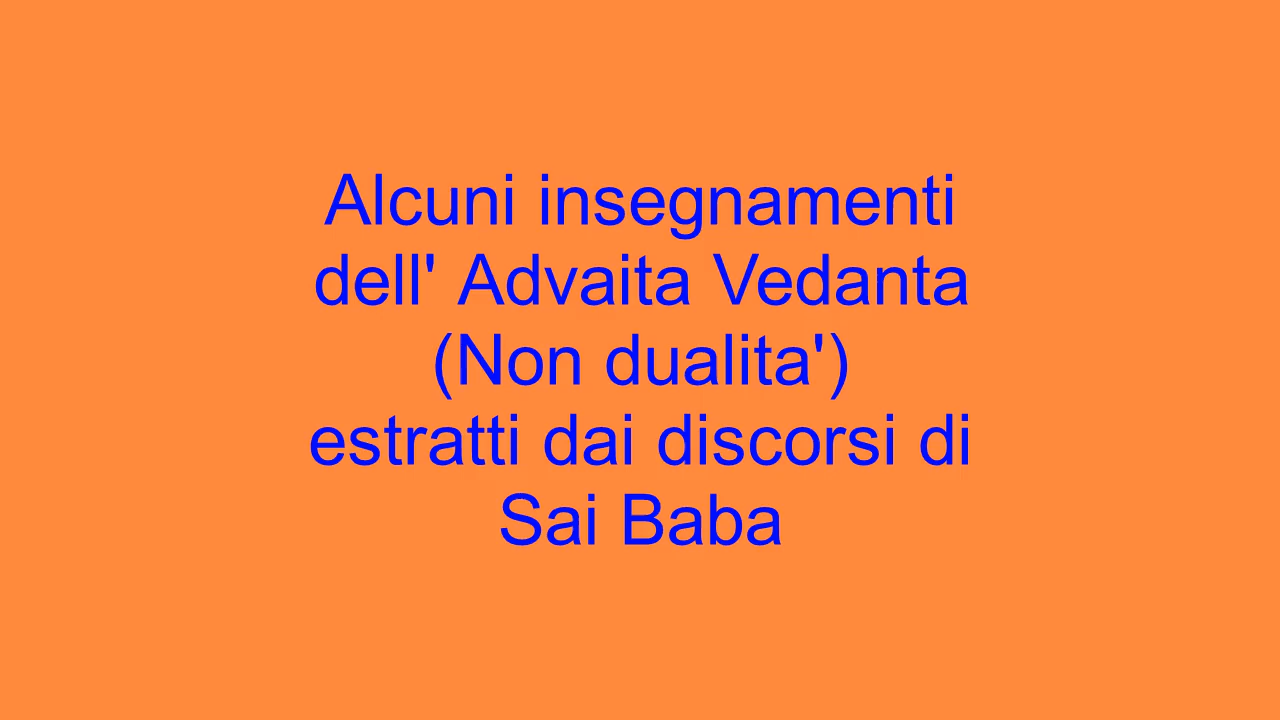 Alcuni insegnamenti
dell' Advaita Vedanta
(Non dualita')
estratti dai discorsi di
Sai Baba